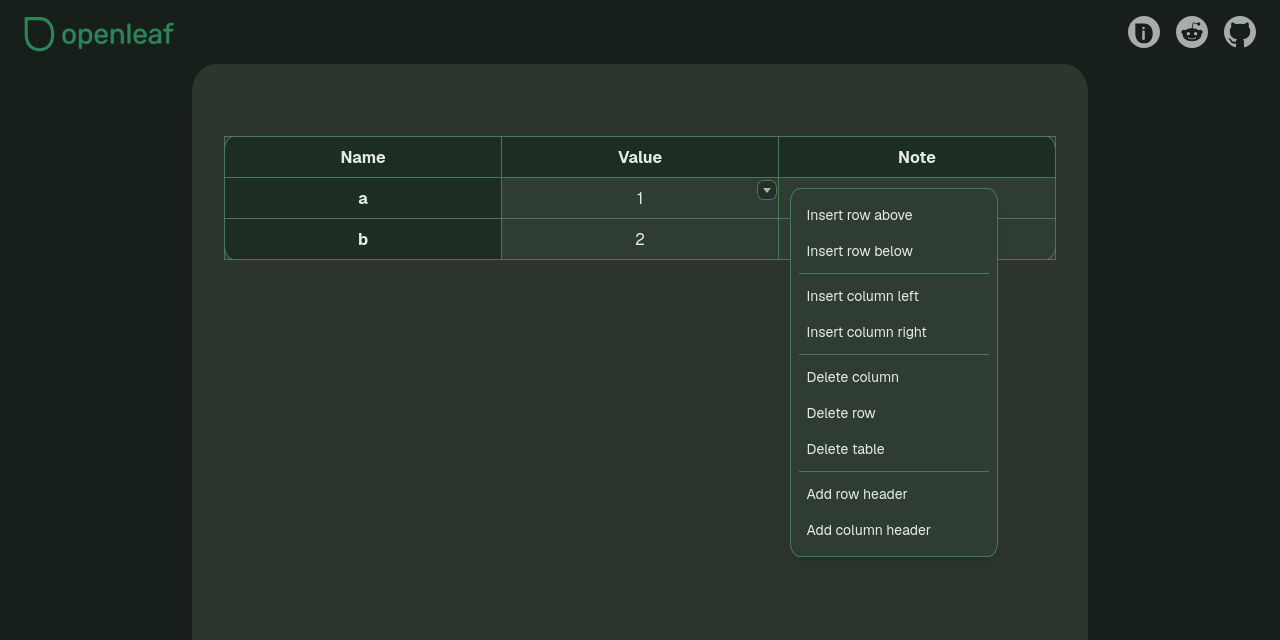 openleaf
Name Value Note
a 1
b 2
Insert row above
Insert row below
Insert column left
Insert column right
Delete column
Delete row
Delete table
Add row header
Add column header